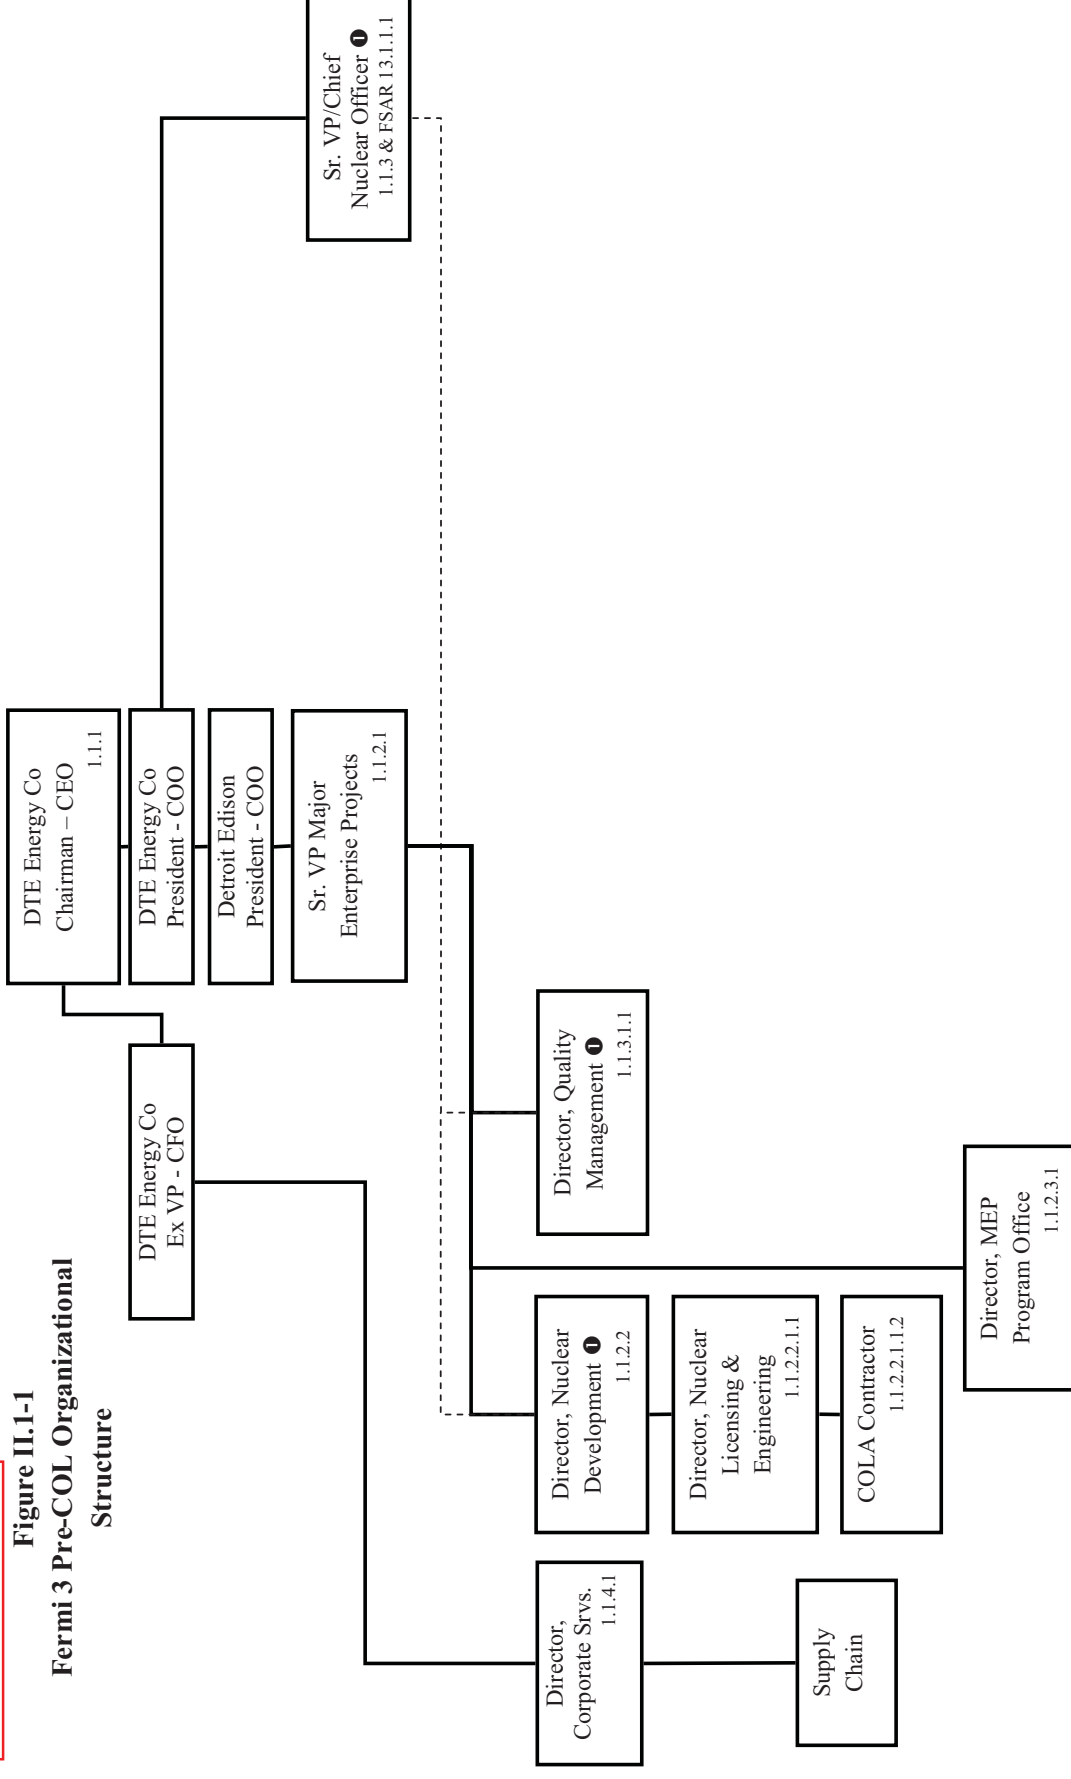 Figure II.1-1
Fermi 3 Pre-COL Organizational
Structure
DTE Energy Co
Chairman – CEO
1.1.1
DTE Energy Co
Ex VP - CFO
DTE Energy Co
President - COO
Detroit Edison
President - COO
Sr. VP Major
Enterprise Projects
1.1.2.1
Sr. VP/Chief
Nuclear Officer ❶
1.1.3 & FSAR 13.1.1.1
Director,
Corporate Srvs.
1.1.4.1
Director, Nuclear
Development ❶
1.1.2.2
Director, Quality
Management ❶
1.1.3.1.1
Director, Nuclear
Licensing &
Engineering
1.1.2.2.1.1
Supply
Chain
COLA Contractor
1.1.2.2.1.1.2
Director, MEP
Program Office
1.1.2.3.1